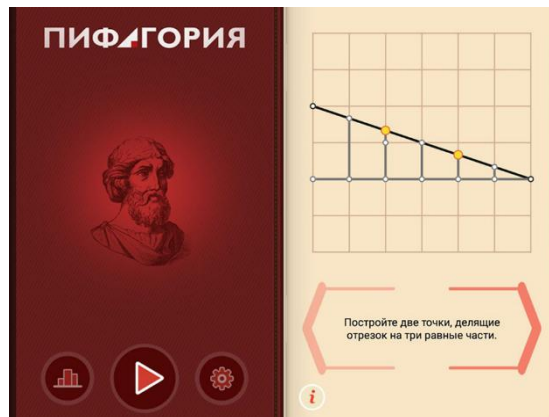 ПИФАГОРИЯ
Постройте две точки, делящие
отрезок на три равные части.
i